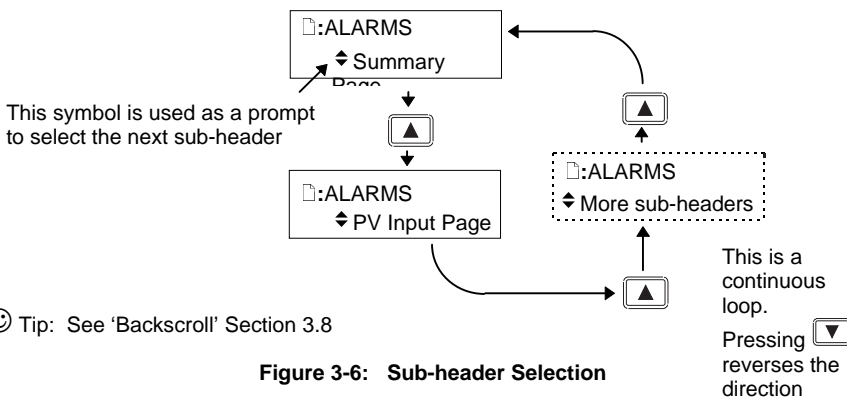 :ALARMS
Summary
Page
This symbol is used as a prompt
to select the next sub-header
:ALARMS
PV Input Page
:ALARMS
More sub-headers
This is a
continuous
loop.
Pressing ▼
reverses the
direction
☺ Tip: See 'Backscroll' Section 3.8
Figure 3-6: Sub-header Selection